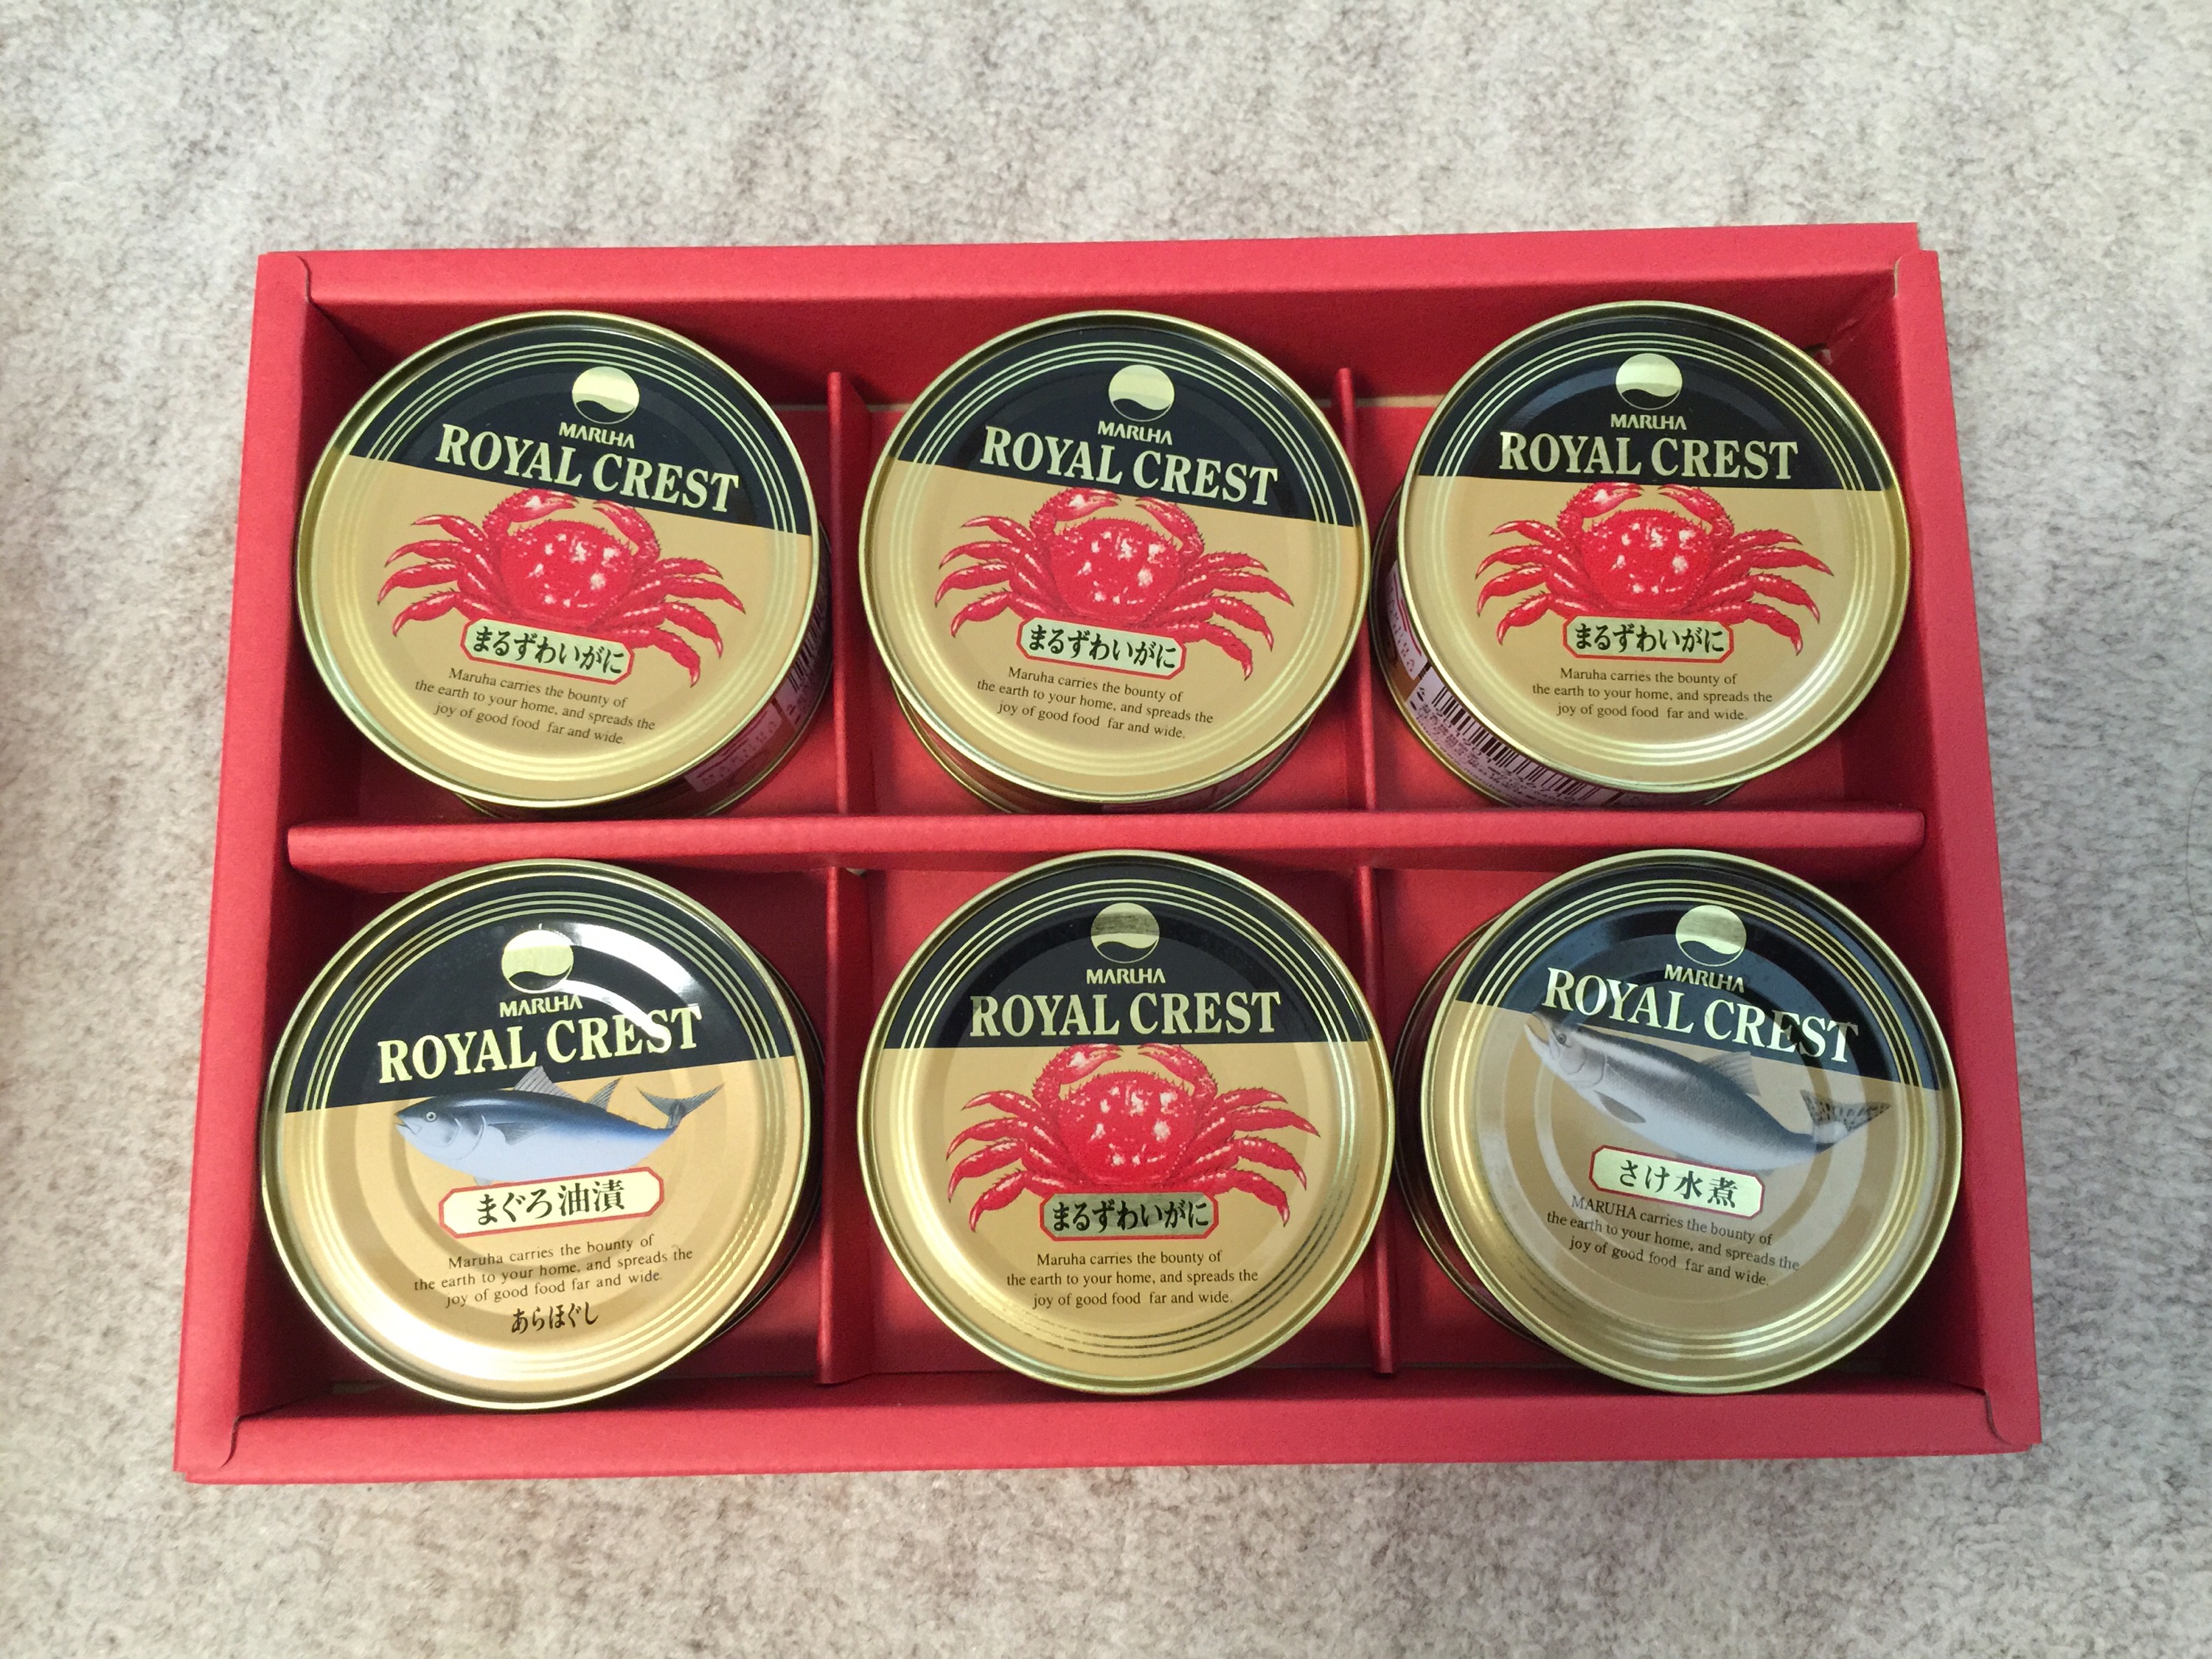 MARUHA
ROYAL CREST
まるずわいがに
Maruha carries the bounty of
the earth to your home, and spreads the
joy of good food far and wide.
MARUHA
ROYAL CREST
まるずわいがに
Maruha carries the bounty of
the earth to your home, and spreads the
joy of good food far and wide.
MARUHA
ROYAL CREST
まるずわいがに
Maruha carries the bounty of
the earth to your home, and spreads the
joy of good food far and wide.
MARUHA
ROYAL CREST
まぐろ油漬
Maruha carries the bounty of
the earth to your home, and spreads the
joy of good food far and wide.
あらほぐし
MARUHA
ROYAL CREST
まるずわいがに
Maruha carries the bounty of
the earth to your home, and spreads the
joy of good food far and wide.
MARUHA
ROYAL CREST
さけ水煮
MARUHA carries the bounty of
the earth to your home, and spreads the
joy of good food far and wide.